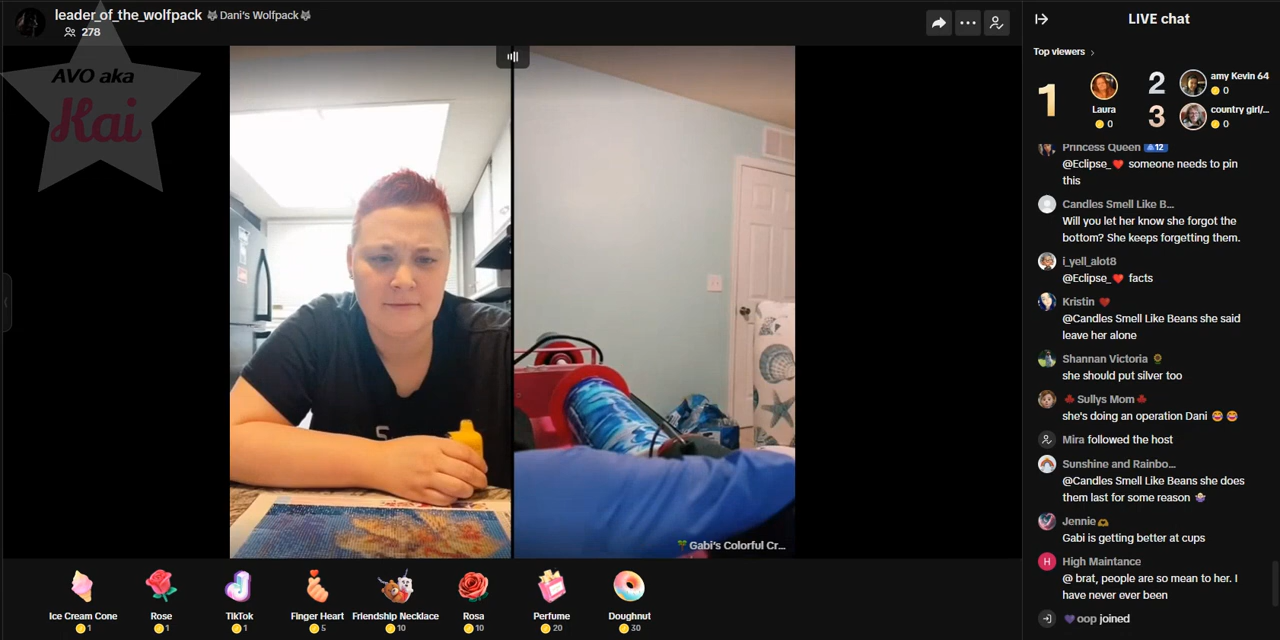 leader_of_the_wolfpack 🐺Dani's Wolfpack🐺
278
AVO aka
Kai
Gabi's Colorful Cr...
Ice Cream Cone
1
Rose
1
TikTok
1
Finger Heart
5
Friendship Necklace
10
Rosa
10
Perfume
20
Doughnut
30
LIVE chat
Top viewers
1
Laura
0
2
amy Kevin 64
0
3
country girl/...
0
Princess Queen 12
@Eclipse_❤️ someone needs to pin
this
Candles Smell Like B...
Will you let her know she forgot the
bottom? She keeps forgetting them.
i_yell_alot8
@Eclipse_❤️ facts
Kristin ❤️
@Candles Smell Like Beans she said
leave her alone
Shannan Victoria 🌻
she should put silver too
🍁Sullys Mom🍁
she's doing an operation Dani 🤩🤩
Mira followed the host
Sunshine and Rainbo...
@Candles Smell Like Beans she does
them last for some reason 🤷
Jennie🫶
Gabi is getting better at cups
H
High Maintance
@ brat, people are so mean to her. I
have never ever been
💜oop joined